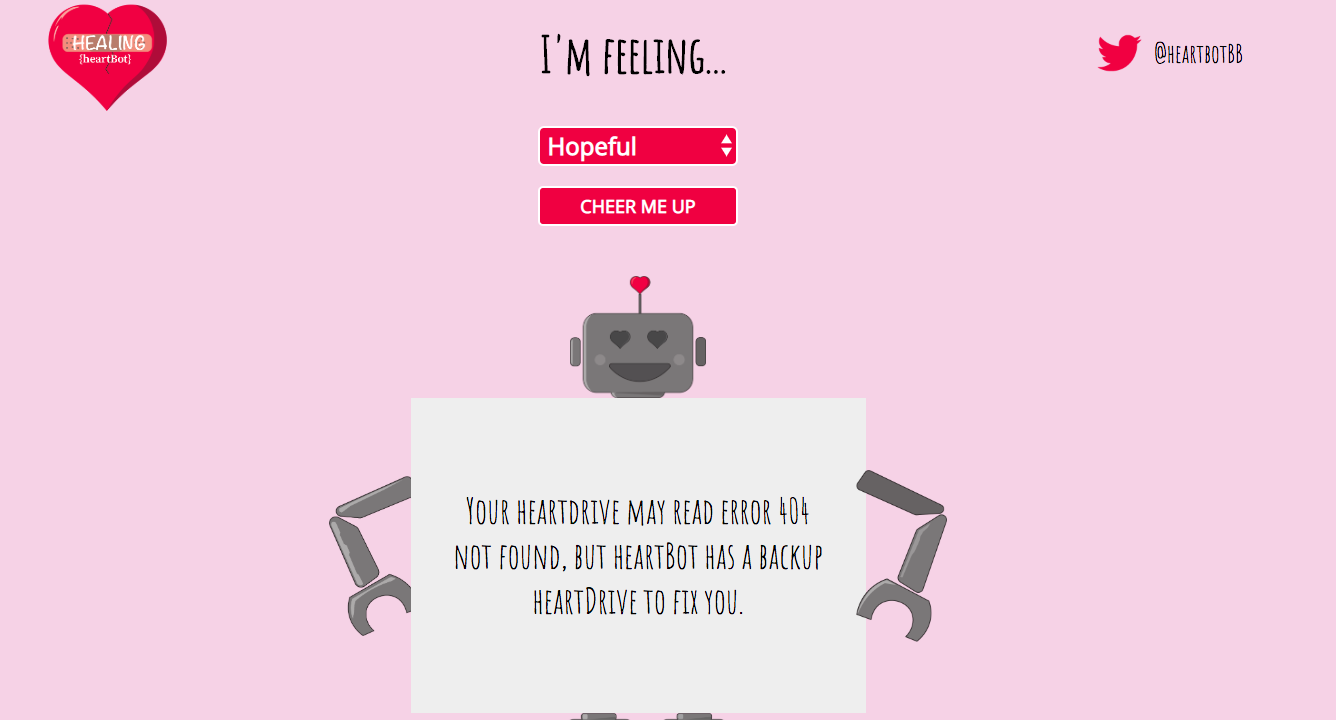 HEALING
{heartBot}
I'm feeling...
@heartbotBB
Hopeful
CHEER ME UP
Your heartdrive may read error 404
not found, but heartBot has a backup
heartDrive to fix you.